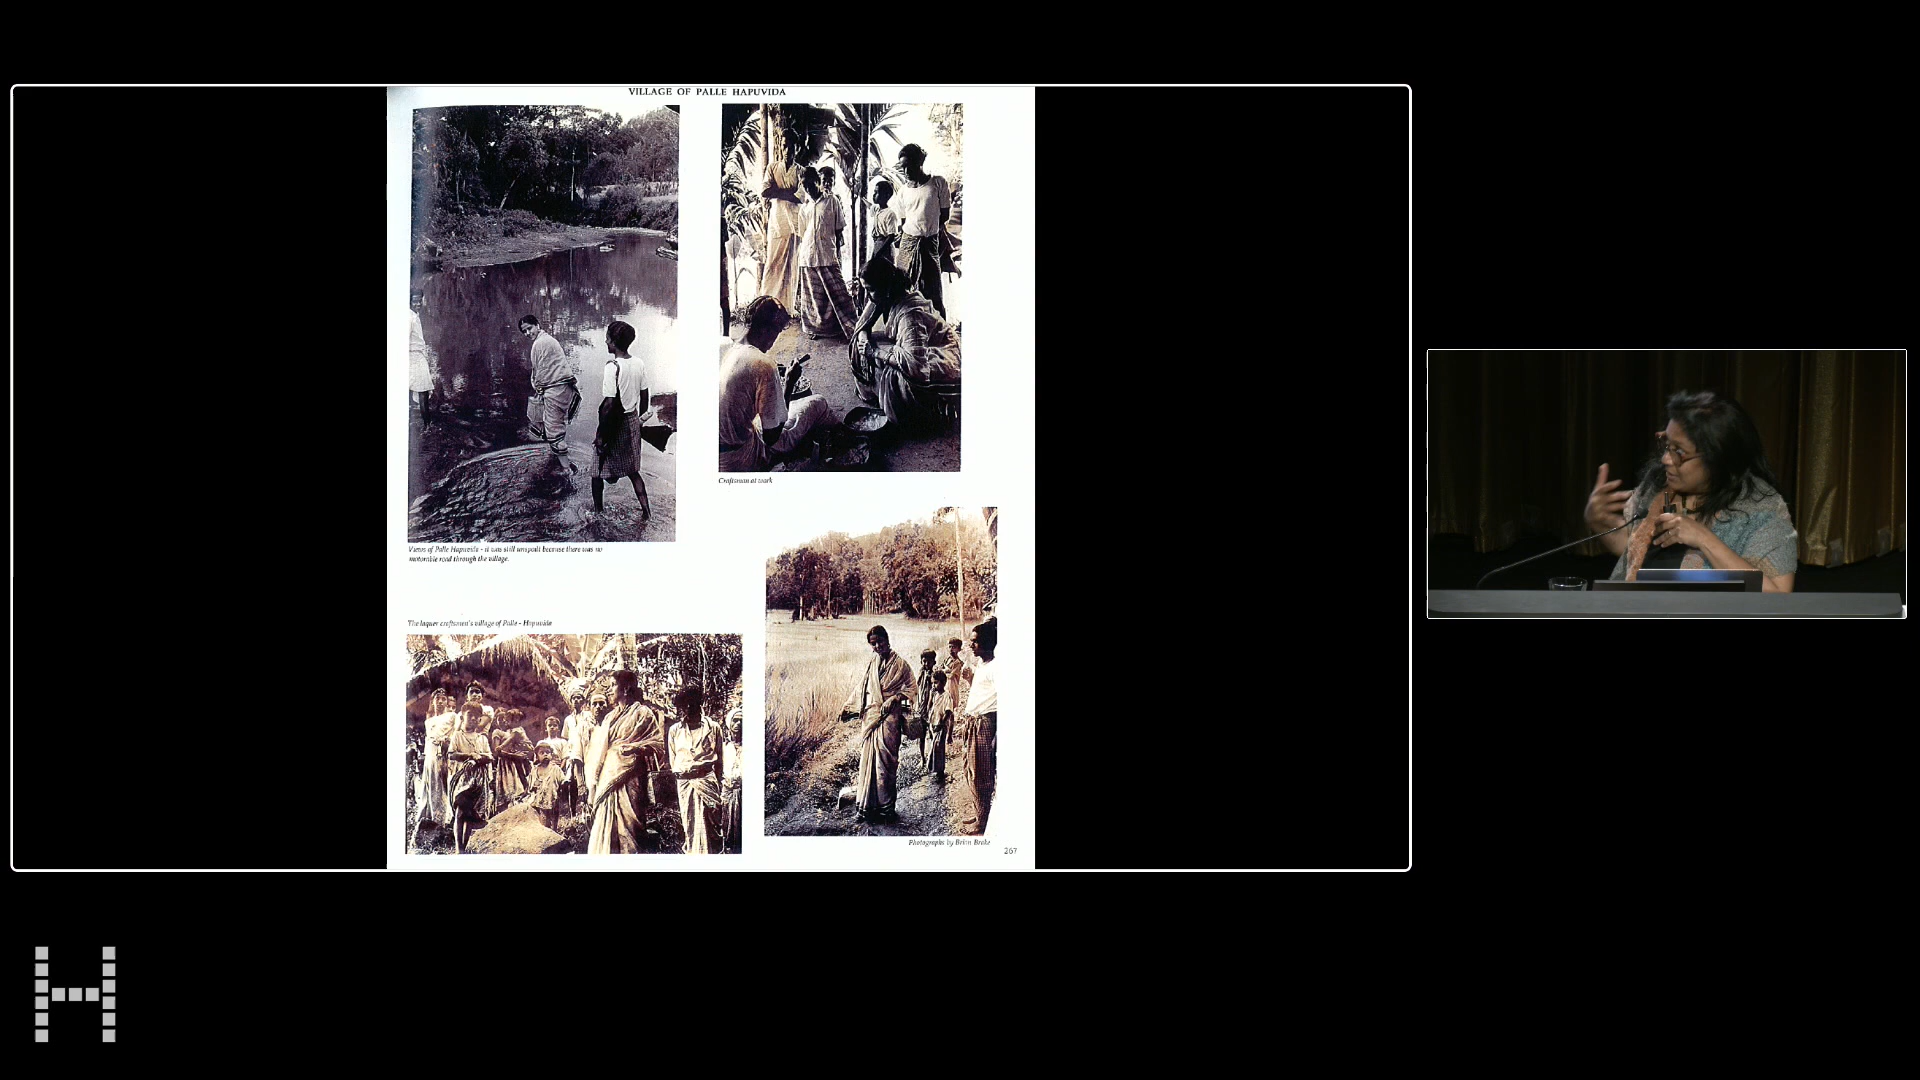 VILLAGE OF PALLE HAPUVIDA
Craftsman at work
Views of Palle Hapuvida - it was still unspoilt because there was no
motorable road through the village.
The laquer craftsmen's village of Palle - Hapuvida
Photographs by Brian Brake
267
H